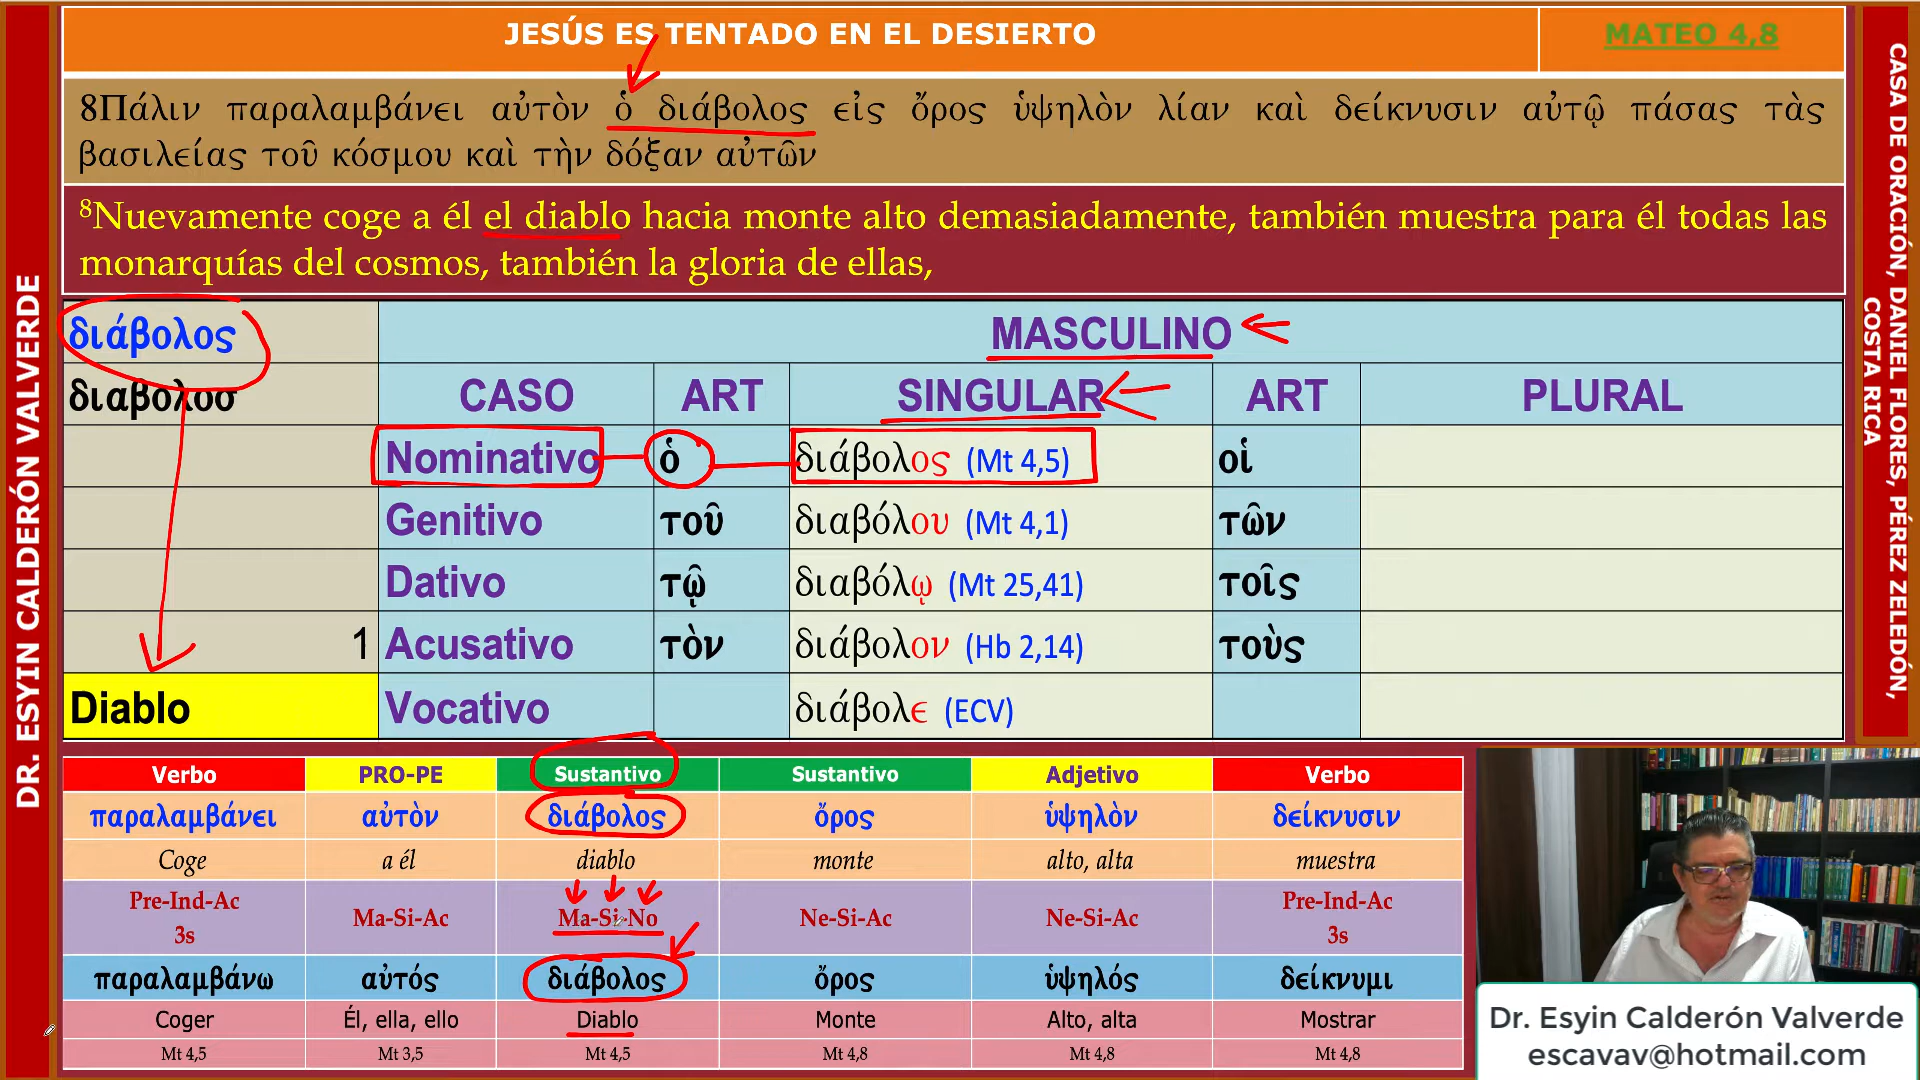 JESÚS ES TENTADO EN EL DESIERTO
MATEO 4,8
8Πάλιν παραλαμβάνει αὐτὸν ὁ διάβολος εἰς ὄρος ὑψηλὸν λίαν καὶ δείκνυσιν αὐτῷ πάσας τὰς
βασιλείας τοῦ κόσμου καὶ τὴν δόξαν αὐτῶν
8Nuevamente coge a él el diablo hacia monte alto demasiadamente, también muestra para él todas las
monarquías del cosmos, también la gloria de ellas,
διάβολος MASCULINO
διαβολοσ CASO ART SINGULAR ART PLURAL
Nominativo ὁ διάβολος (Mt 4,5) οἱ
Genitivo τοῦ διαβόλου (Mt 4,1) τῶν
Dativo τῷ διαβόλῳ (Mt 25,41) τοῖς
1 Acusativo τὸν διάβολον (Hb 2,14) τοὺς
Diablo Vocativo διάβολε (ECV)
Verbo PRO-PE Sustantivo Sustantivo Adjetivo Verbo
παραλαμβάνει αὐτὸν διάβολος ὄρος ὑψηλὸν δείκνυσιν
Coge a él diablo monte alto, alta muestra
Pre-Ind-Ac 3s Ma-Si-Ac Ma-Si-No Ne-Si-Ac Ne-Si-Ac Pre-Ind-Ac 3s
παραλαμβάνω αὐτός διάβολος ὄρος ὑψηλός δείκνυμι
Coger Él, ella, ello Diablo Monte Alto, alta Mostrar
Mt 4,5 Mt 3,5 Mt 4,5 Mt 4,8 Mt 4,8 Mt 4,8
DR. ESYIN CALDERÓN VALVERDE
CASA DE ORACIÓN, DANIEL FLORES, PÉREZ ZELEDÓN,
COSTA RICA
Dr. Esyin Calderón Valverde
escavav@hotmail.com